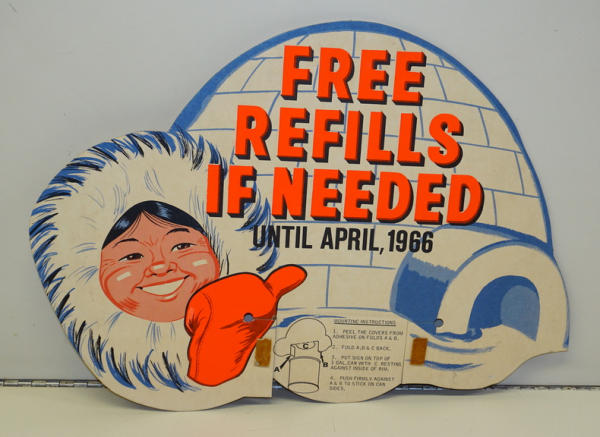 FREE
REFILLS
IF NEEDED
UNTIL APRIL, 1966
MOUNTING INSTRUCTIONS
1. PEEL THE COVERS FROM
ADHESIVE ON FOLDS A & B.
2. FOLD A,B & C BACK.
3. PUT SIGN ON TOP OF
5 GAL. CAN WITH C RESTING
AGAINST INSIDE OF RIM.
4. PUSH FIRMLY AGAINST
A & B TO STICK ON CAN
SIDES.
C
A
B